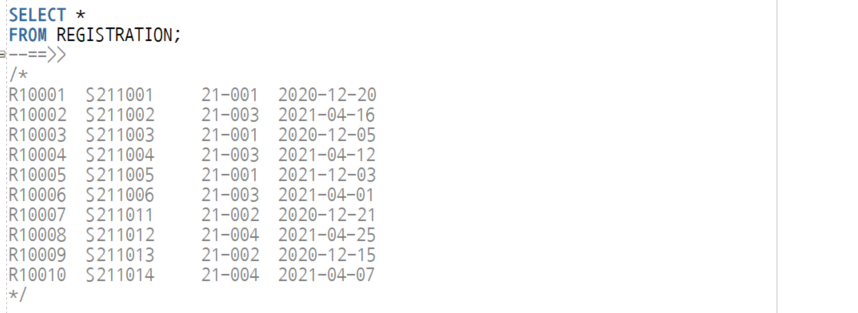 SELECT *
FROM REGISTRATION;
--==>>
/*
R10001 S211001 21-001 2020-12-20
R10002 S211002 21-003 2021-04-16
R10003 S211003 21-001 2020-12-05
R10004 S211004 21-003 2021-04-12
R10005 S211005 21-001 2021-12-03
R10006 S211006 21-003 2021-04-01
R10007 S211011 21-002 2020-12-21
R10008 S211012 21-004 2021-04-25
R10009 S211013 21-002 2020-12-15
R10010 S211014 21-004 2021-04-07
*/